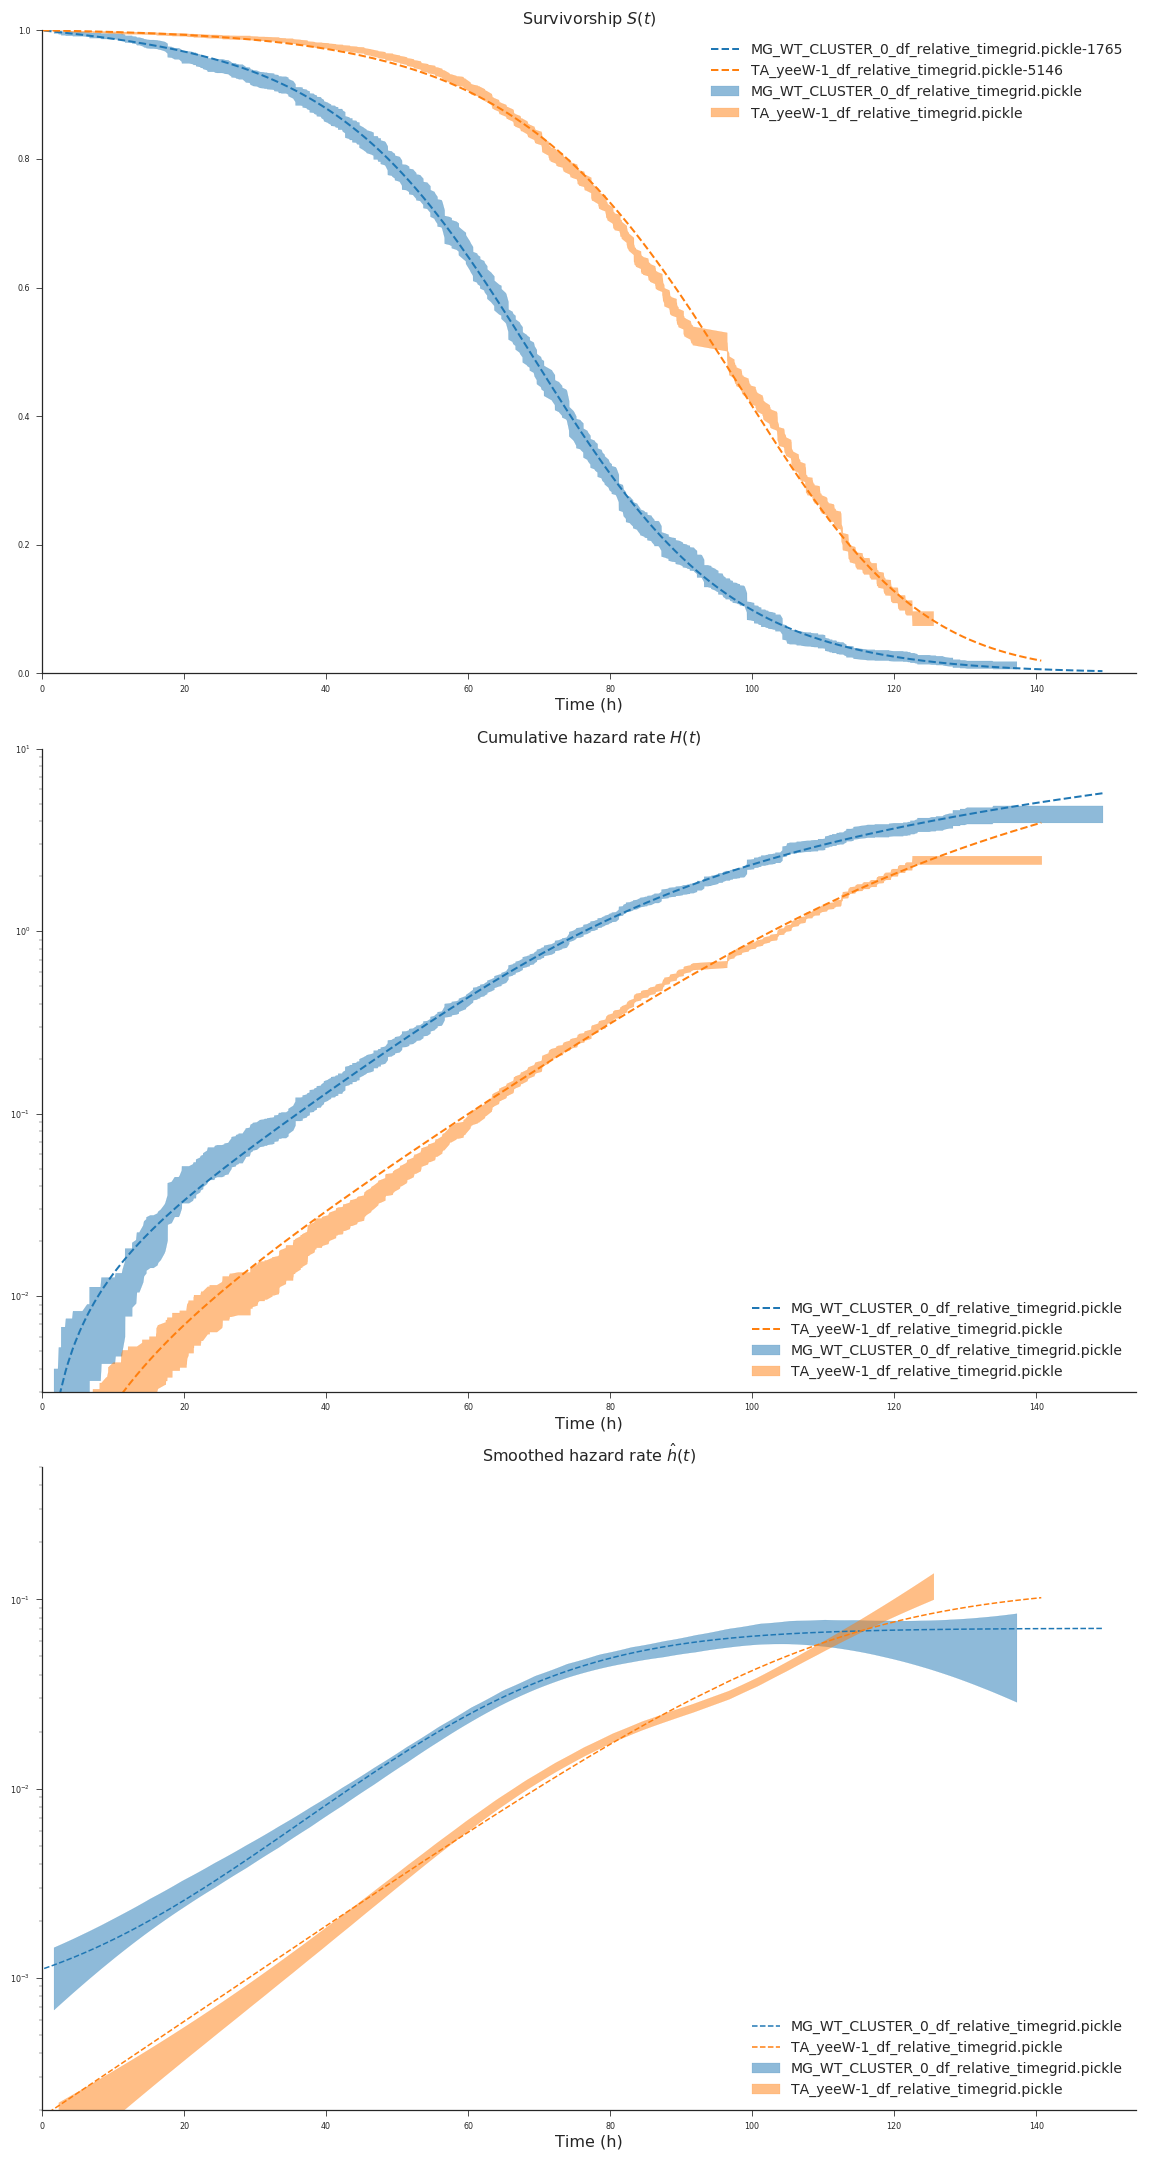 Survivorship S(t)
1.0
0.8
0.6
0.4
0.2
0.0
MG_WT_CLUSTER_0_df_relative_timegrid.pickle-1765
TA_yeeW-1_df_relative_timegrid.pickle-5146
MG_WT_CLUSTER_0_df_relative_timegrid.pickle
TA_yeeW-1_df_relative_timegrid.pickle
0 20 40 60 80 100 120 140
Time (h)
Cumulative hazard rate H(t)
10¹
10⁰
10⁻¹
10⁻²
MG_WT_CLUSTER_0_df_relative_timegrid.pickle
TA_yeeW-1_df_relative_timegrid.pickle
MG_WT_CLUSTER_0_df_relative_timegrid.pickle
TA_yeeW-1_df_relative_timegrid.pickle
0 20 40 60 80 100 120 140
Time (h)
Smoothed hazard rate ĥ(t)
10⁻¹
10⁻²
10⁻³
MG_WT_CLUSTER_0_df_relative_timegrid.pickle
TA_yeeW-1_df_relative_timegrid.pickle
MG_WT_CLUSTER_0_df_relative_timegrid.pickle
TA_yeeW-1_df_relative_timegrid.pickle
0 20 40 60 80 100 120 140
Time (h)